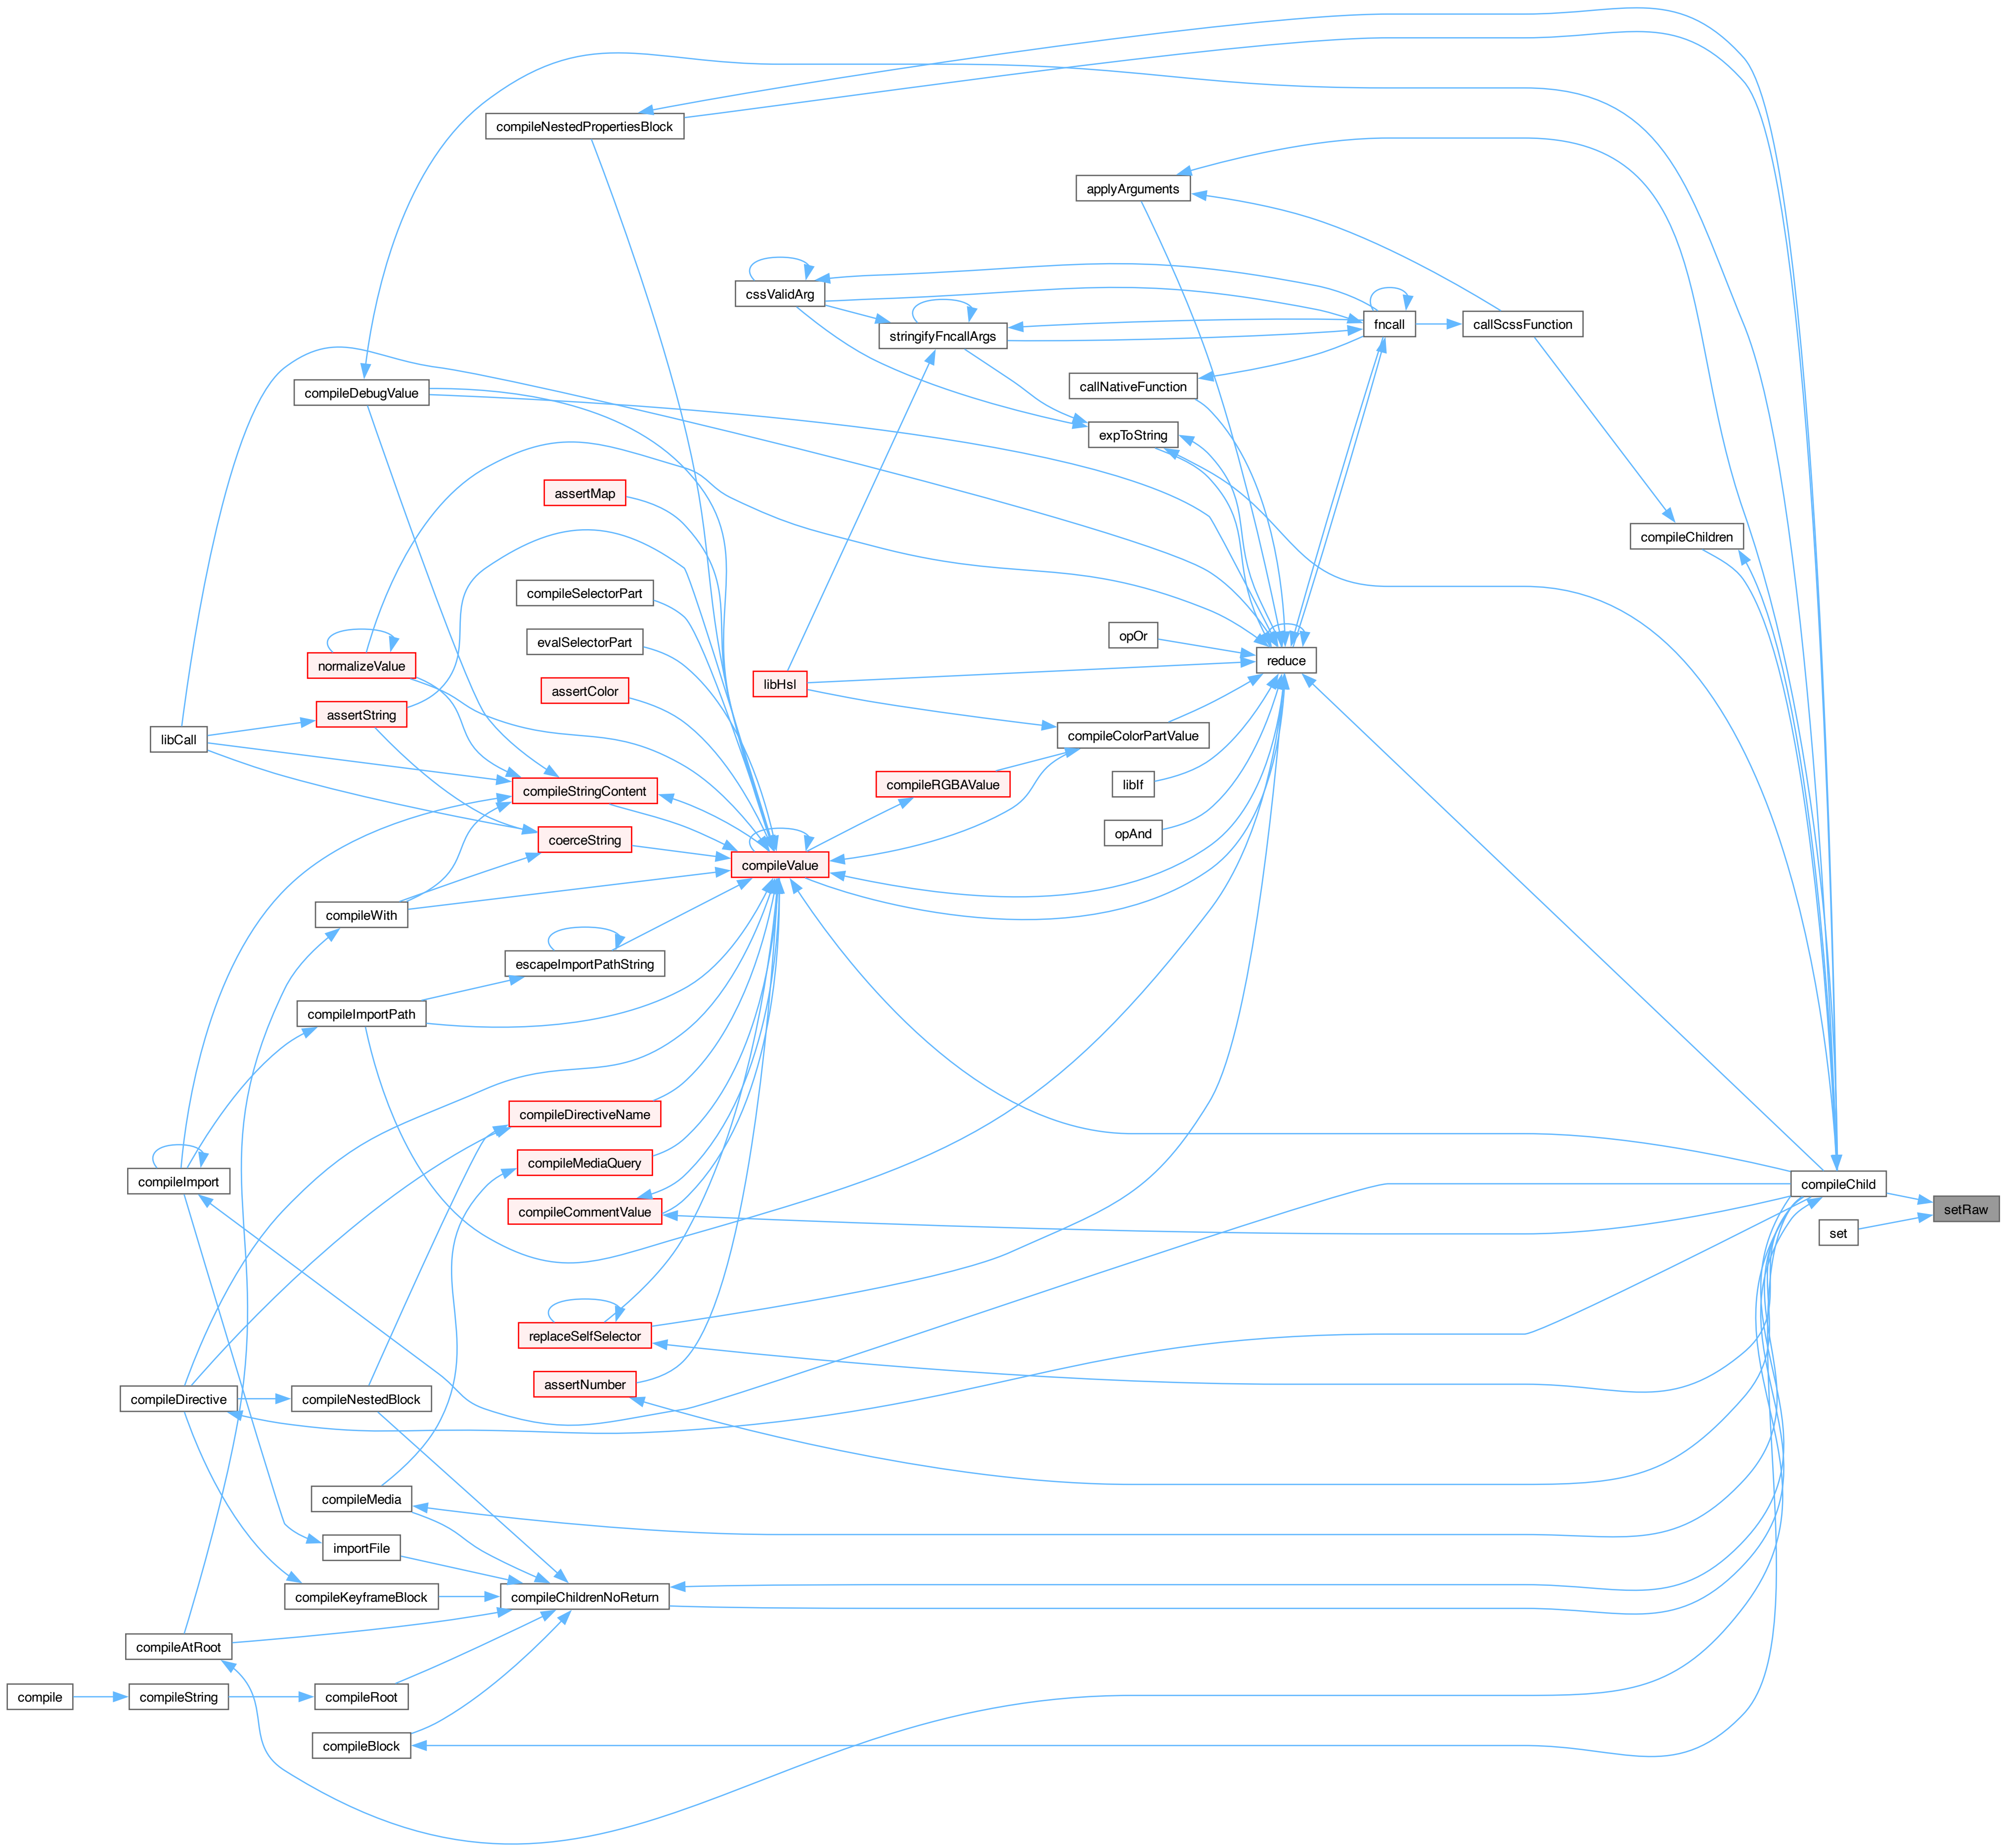 compileNestedPropertiesBlock
applyArguments
cssValidArg
fncall
callScssFunction
stringifyFncallArgs
callNativeFunction
compileDebugValue
expToString
assertMap
compileChildren
compileSelectorPart
opOr
evalSelectorPart
reduce
normalizeValue
libHsl
assertColor
assertString
compileColorPartValue
libCall
compileRGBAValue
libIf
compileStringContent
opAnd
coerceString
compileValue
compileWith
escapeImportPathString
compileImportPath
compileDirectiveName
compileMediaQuery
compileImport
compileChild
compileCommentValue
setRaw
set
replaceSelfSelector
assertNumber
compileDirective
compileNestedBlock
compileMedia
importFile
compileKeyframeBlock
compileChildrenNoReturn
compileAtRoot
compile
compileString
compileRoot
compileBlock